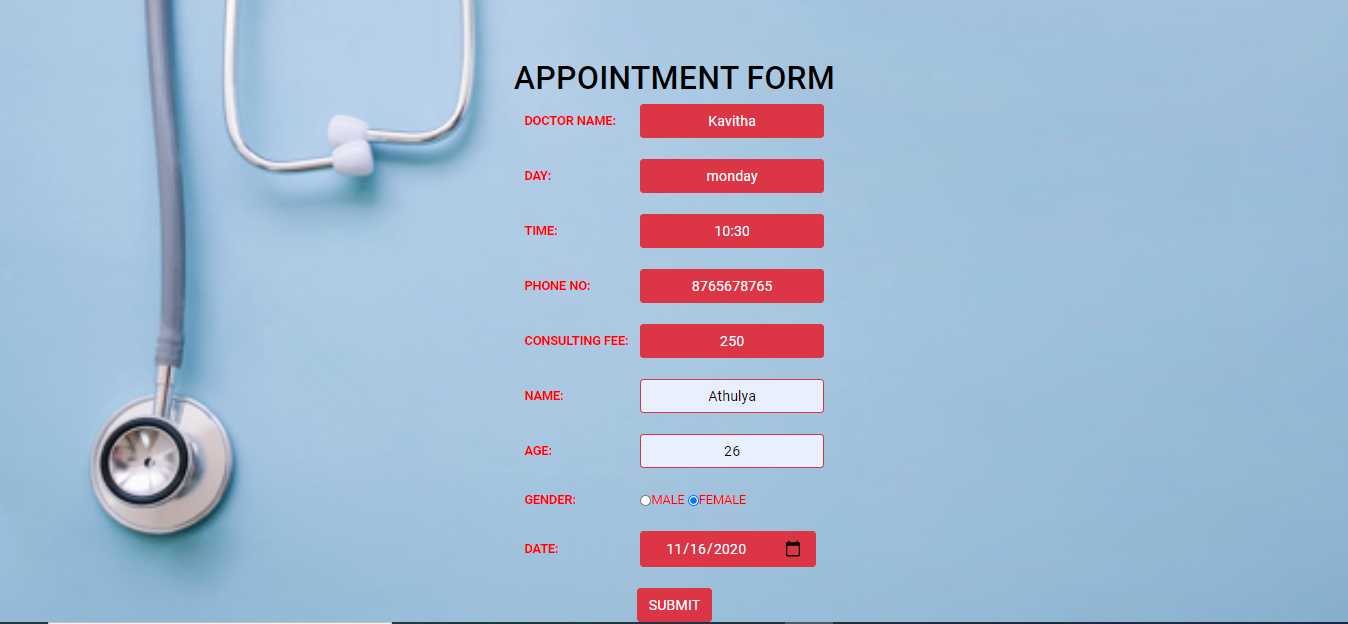 APPOINTMENT FORM
DOCTOR NAME: Kavitha
DAY: monday
TIME: 10:30
PHONE NO: 8765678765
CONSULTING FEE: 250
NAME: Athulya
AGE: 26
GENDER: MALE FEMALE
DATE: 11/16/2020
SUBMIT